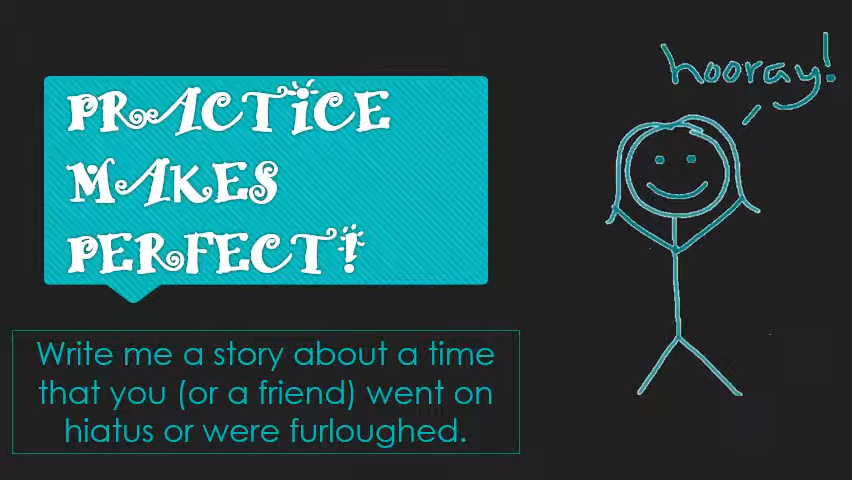 PRACTICE
MAKES
PERFECT!
hooray!
Write me a story about a time
that you (or a friend) went on
hiatus or were furloughed.